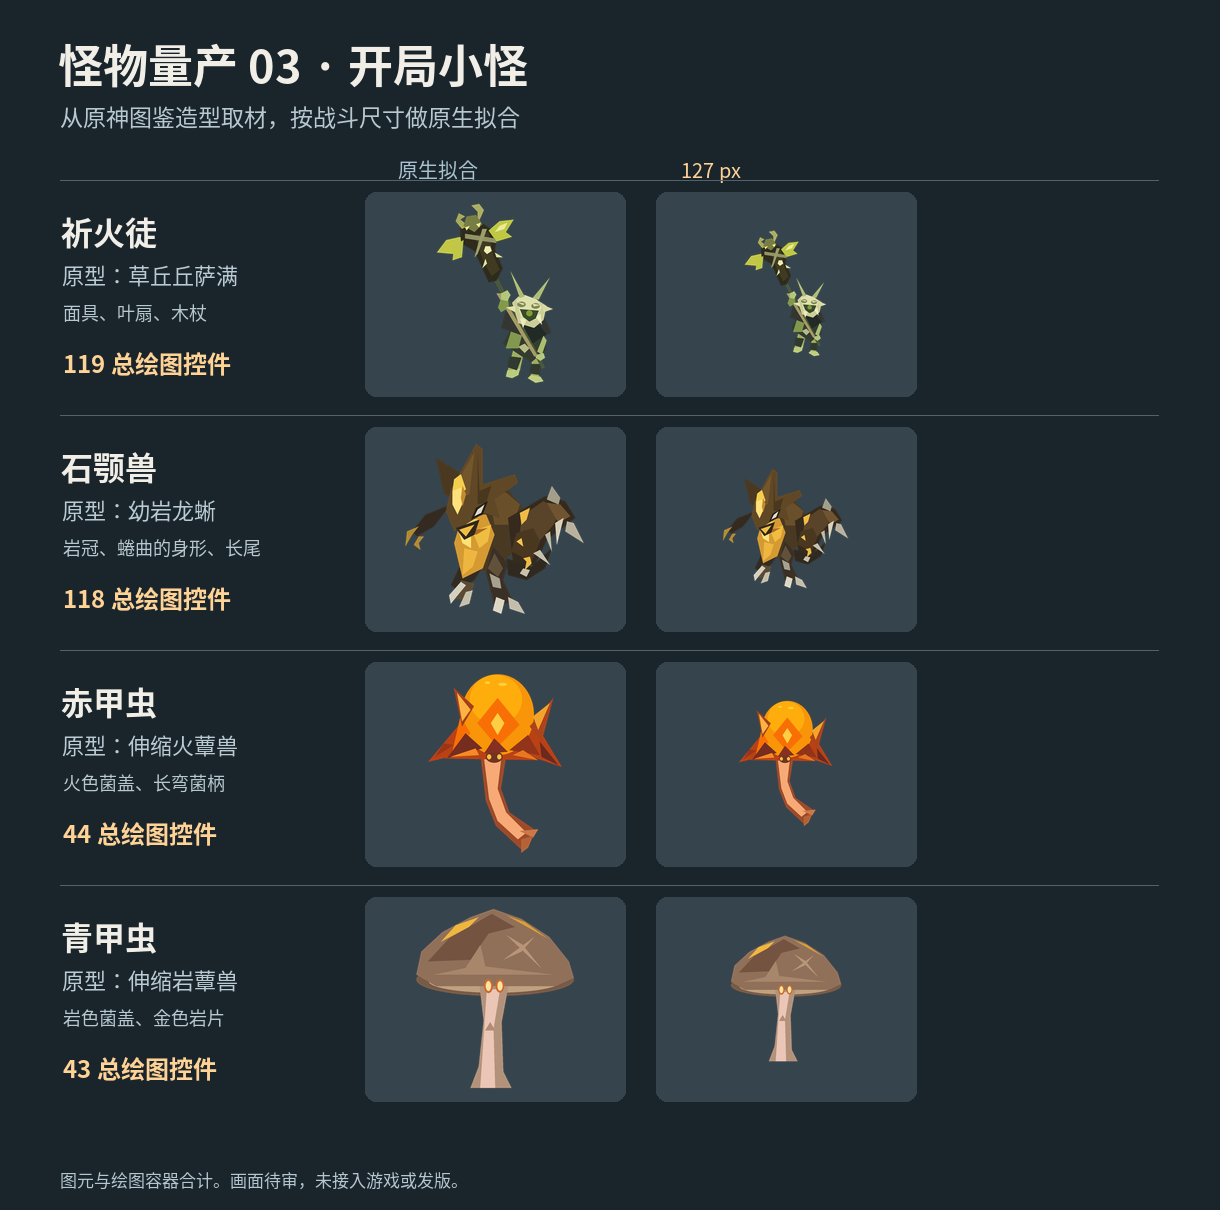 怪物量产 03 · 开局小怪
从原神图鉴造型取材，按战斗尺寸做原生拟合
原生拟合
127 px
祈火徒
原型：草丘丘萨满
面具、叶扇、木杖
119 总绘图控件
石颚兽
原型：幼岩龙蜥
岩冠、蜷曲的身形、长尾
118 总绘图控件
赤甲虫
原型：伸缩火蕈兽
火色菌盖、长弯菌柄
44 总绘图控件
青甲虫
原型：伸缩岩蕈兽
岩色菌盖、金色岩片
43 总绘图控件
图元与绘图容器合计。画面待审，未接入游戏或发版。